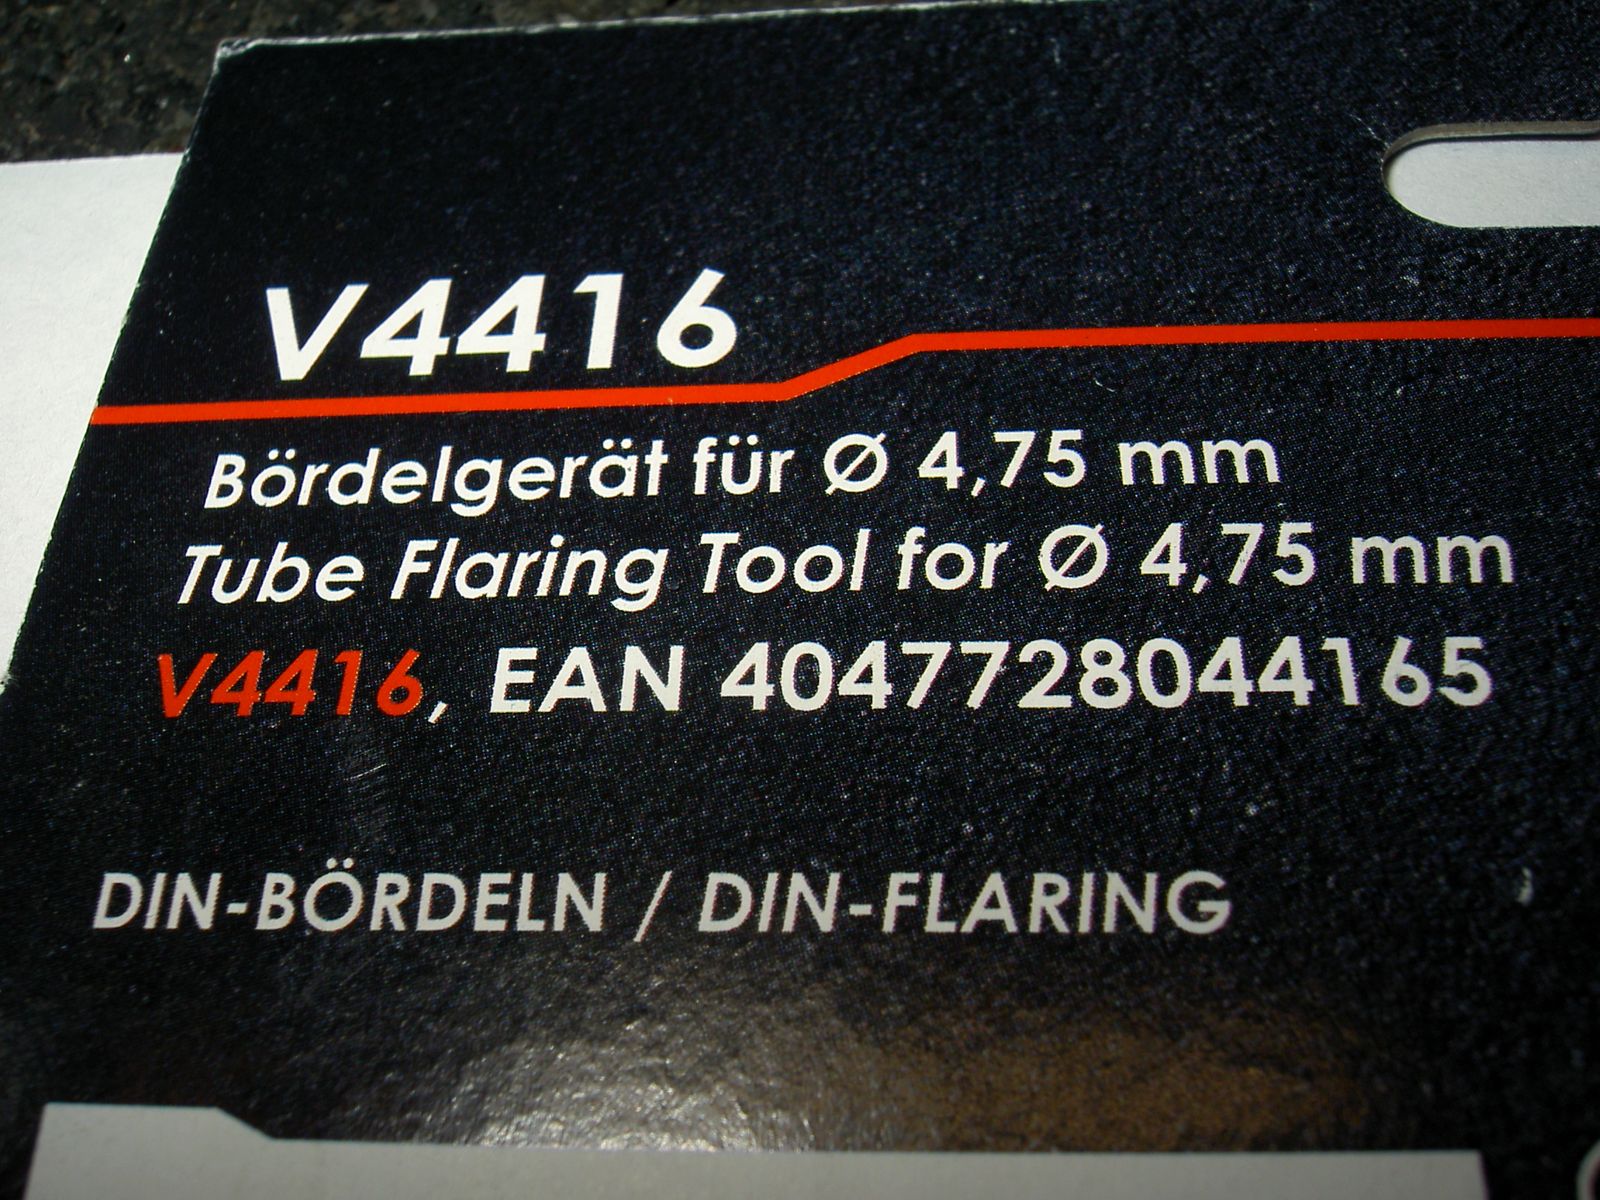 V4416
Bördelgerät für Ø 4,75 mm
Tube Flaring Tool for Ø 4,75 mm
V4416, EAN 4047728044165
DIN-BÖRDELN / DIN-FLARING